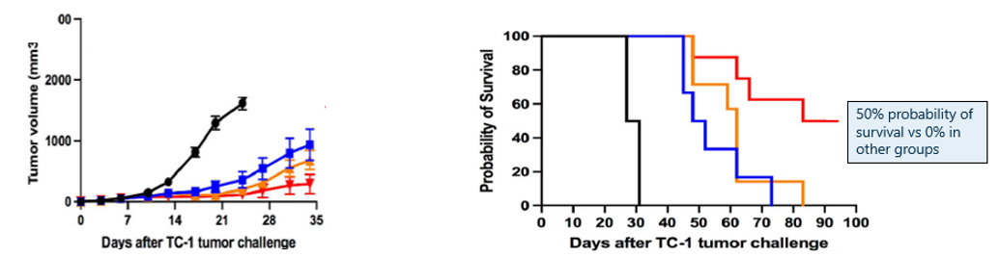 Tumor volume (mm3
00
2000
1000
0
0 7 14 21 28 35
Days after TC-1 tumor challenge
Probability of Survival
100
80
60
40
20
0
0 10 20 30 40 50 60 70 80 90 100
Days after TC-1 tumor challenge
50% probability of
survival vs 0% in
other groups